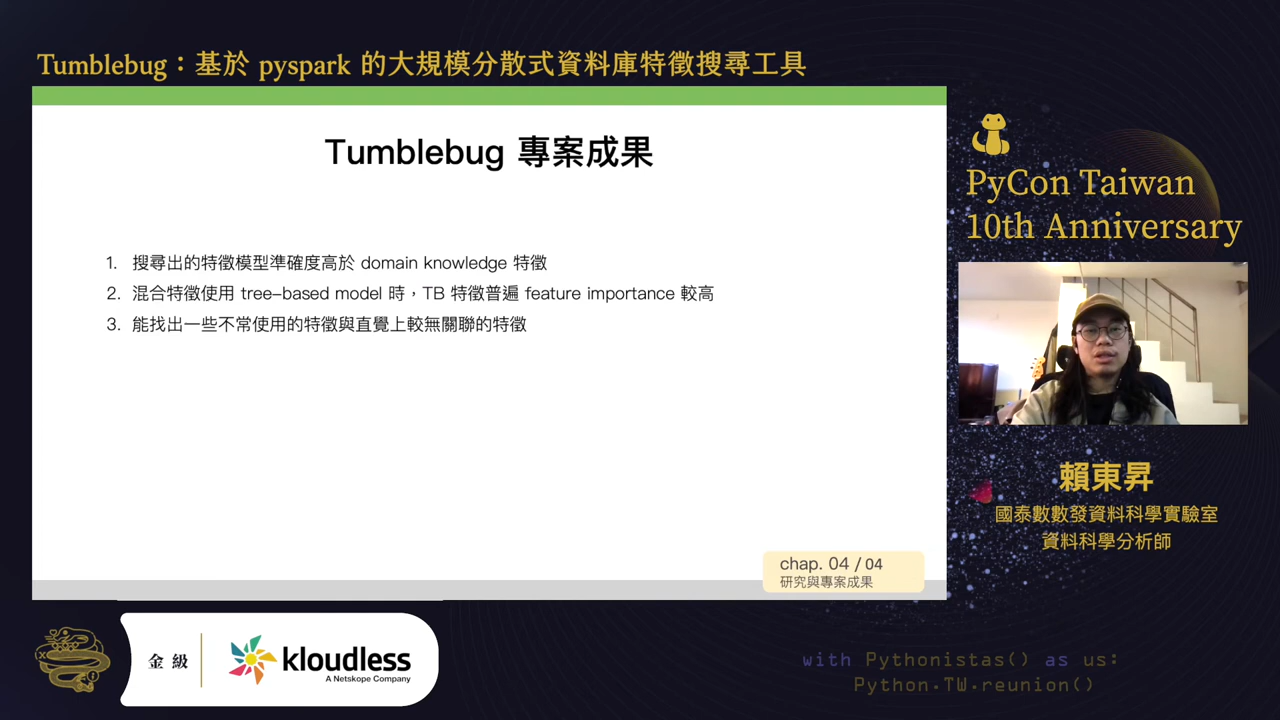 Tumblebug：基於 pyspark 的大規模分散式資料庫特徵搜尋工具
Tumblebug 專案成果
1. 搜尋出的特徵模型準確度高於 domain knowledge 特徵
2. 混合特徵使用 tree-based model 時，TB 特徵普遍 feature importance 較高
3. 能找出一些不常使用的特徵與直覺上較無關聯的特徵
chap. 04 / 04
研究與專案成果
PyCon Taiwan
10th Anniversary
賴東昇
國泰數數發資料科學實驗室
資料科學分析師
金級
kloudless
A Netskope Company
with Pythonistas() as us:
Python.TW.reunion()